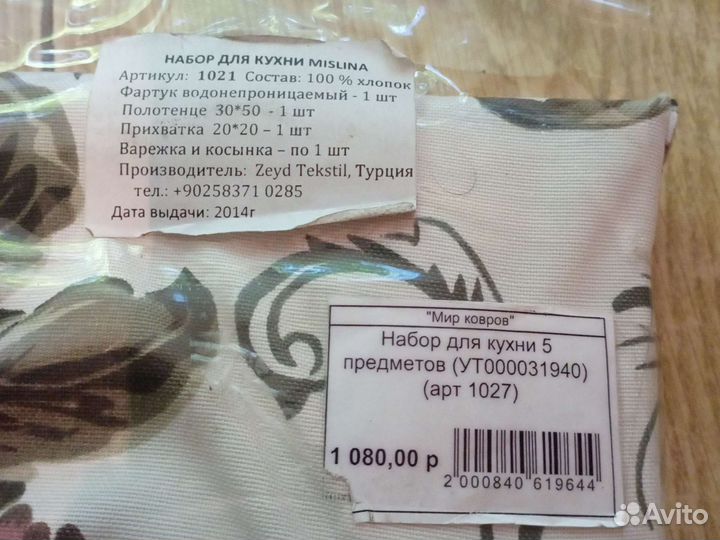 НАБОР ДЛЯ КУХНИ MISLINA
Артикул: 1021 Состав: 100 % хлопок
Фартук водонепроницаемый - 1 шт
Полотенце 30*50 - 1 шт
Прихватка 20*20 – 1 шт
Варежка и косынка – по 1 шт
Производитель: Zeyd Tekstil, Турция
тел.: +90258371 0285
Дата выдачи: 2014г
"Мир ковров"
Набор для кухни 5
предметов (УТ000031940)
(арт 1027)
1 080,00 р
2 000840 619644
Avito